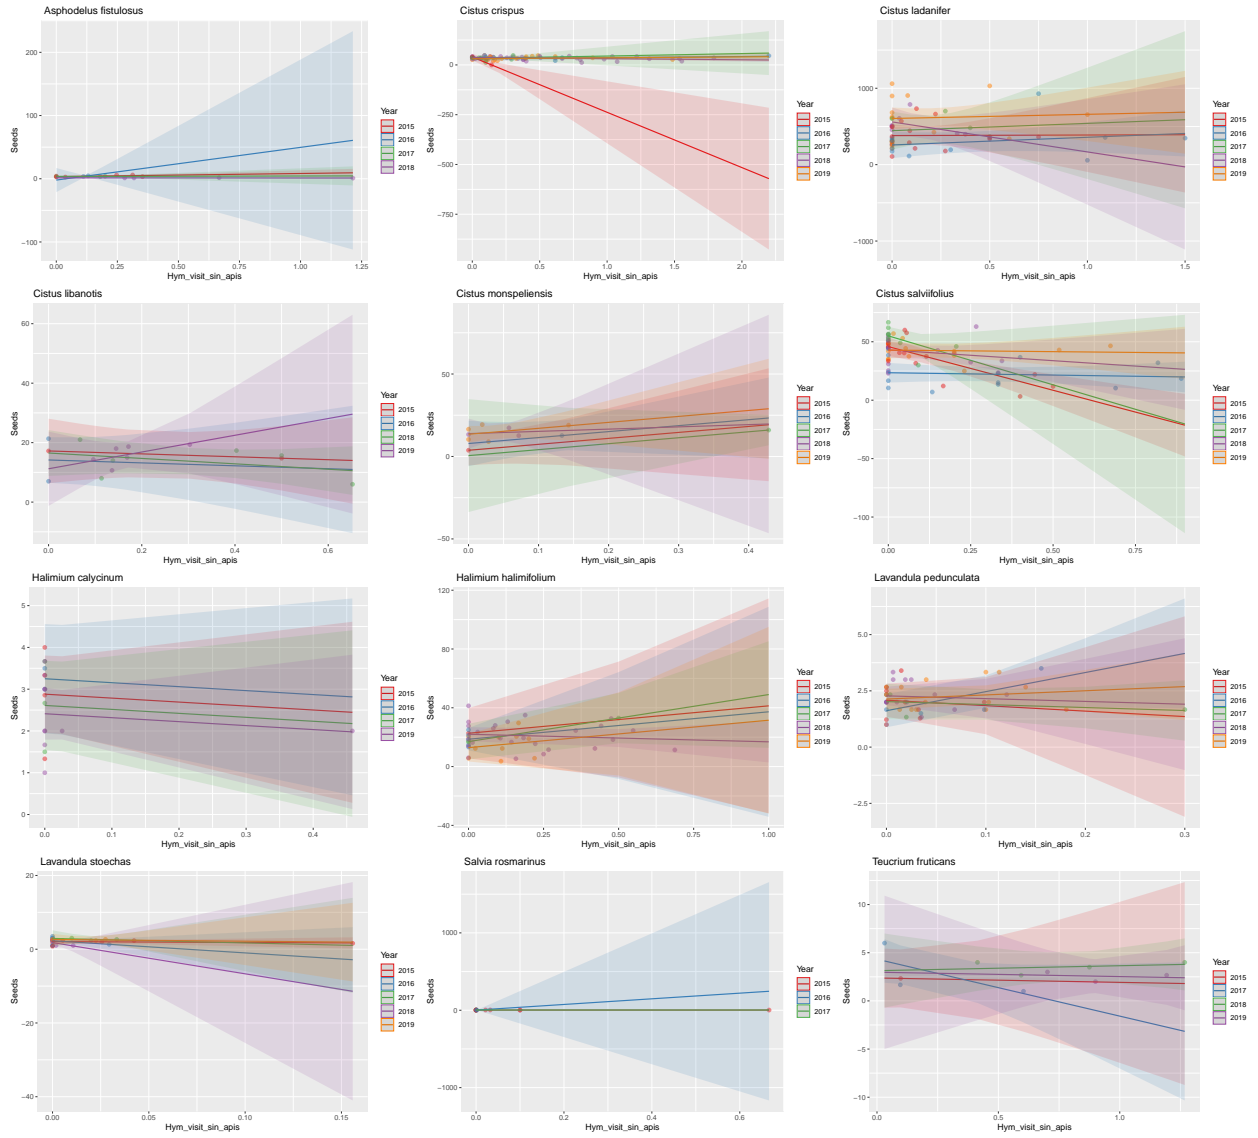 Asphodelus fistulosus
200
100
0
−100
0.00 0.25 0.50 0.75 1.00 1.25
Hym_visit_sin_apis
Seeds
Year
2015
2016
2017
2018
Cistus crispus
0
−250
−500
−750
0.0 0.5 1.0 1.5 2.0
Hym_visit_sin_apis
Seeds
Year
2015
2016
2017
2018
2019
Cistus ladanifer
1000
0
−1000
0.0 0.5 1.0 1.5
Hym_visit_sin_apis
Seeds
Year
2015
2016
2017
2018
2019
Cistus libanotis
60
40
20
0
0.0 0.2 0.4 0.6
Hym_visit_sin_apis
Seeds
Year
2015
2016
2018
2019
Cistus monspeliensis
50
0
−50
0.0 0.1 0.2 0.3 0.4
Hym_visit_sin_apis
Seeds
Year
2015
2016
2017
2018
2019
Cistus salviifolius
50
0
−50
−100
0.00 0.25 0.50 0.75
Hym_visit_sin_apis
Seeds
Year
2015
2016
2017
2018
2019
Halimium calycinum
5
4
3
2
1
0
0.0 0.1 0.2 0.3 0.4
Hym_visit_sin_apis
Seeds
Year
2015
2016
2017
2019
Halimium halimifolium
120
80
40
0
−40
0.00 0.25 0.50 0.75 1.00
Hym_visit_sin_apis
Seeds
Year
2015
2016
2017
2018
2019
Lavandula pedunculata
5.0
2.5
0.0
−2.5
0.0 0.1 0.2 0.3
Hym_visit_sin_apis
Seeds
Year
2015
2016
2017
2018
2019
Lavandula stoechas
20
0
−20
−40
0.00 0.05 0.10 0.15
Hym_visit_sin_apis
Seeds
Year
2015
2016
2017
2018
2019
Salvia rosmarinus
1000
0
−1000
0.0 0.2 0.4 0.6
Hym_visit_sin_apis
Seeds
Year
2015
2016
2017
Teucrium fruticans
10
5
0
−5
−10
0.0 0.5 1.0
Hym_visit_sin_apis
Seeds
Year
2015
2017
2018
2019